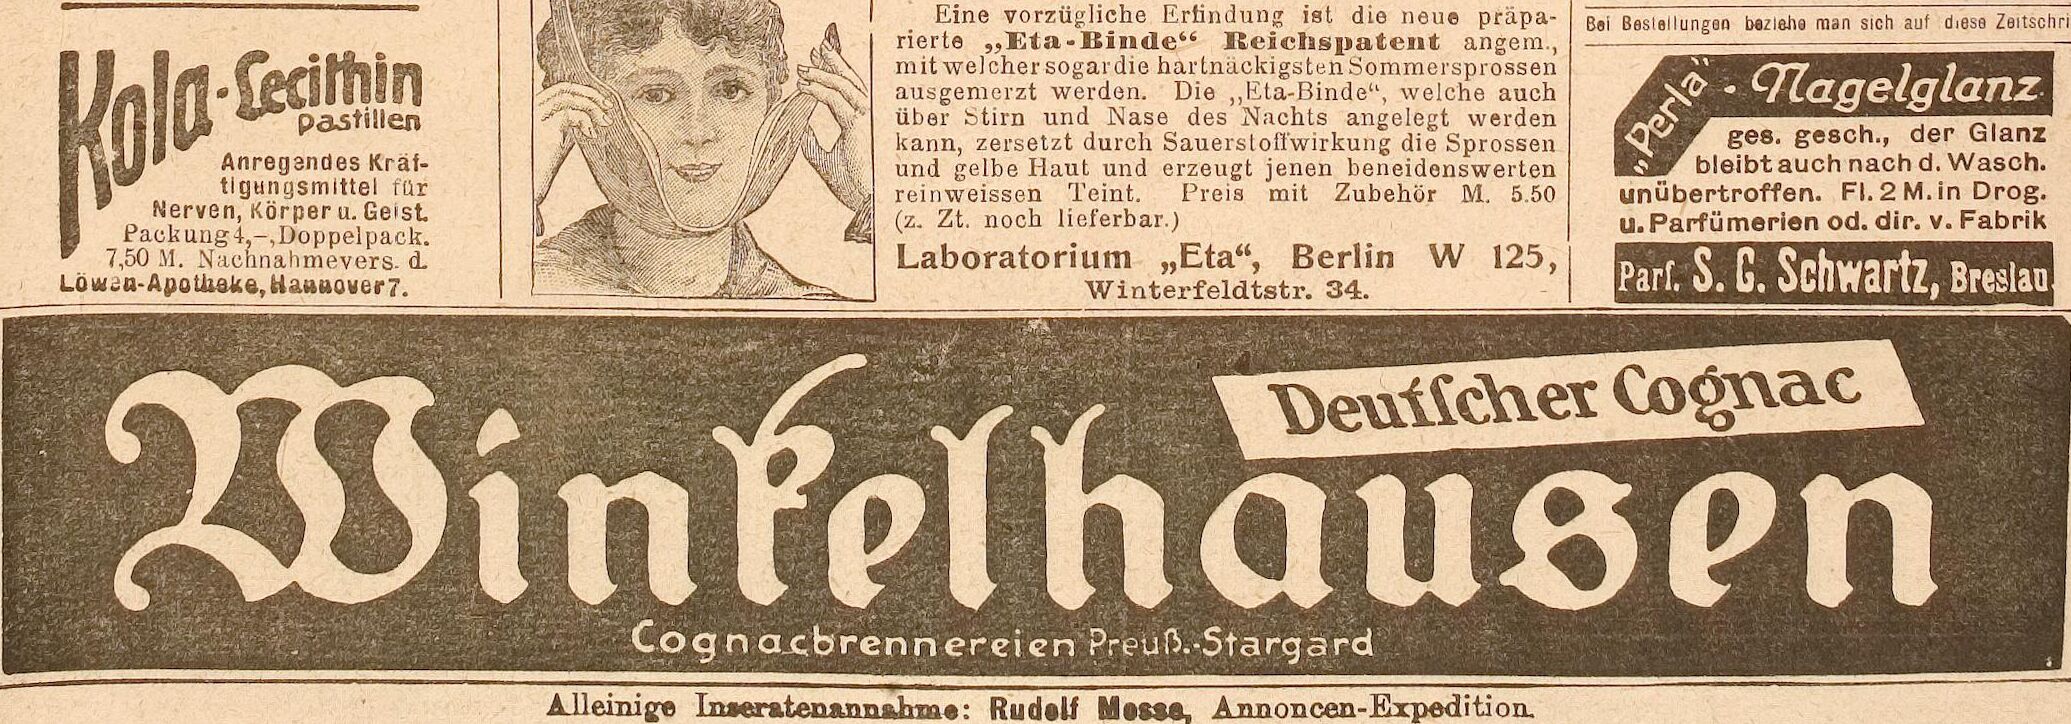 Kola-Lecithin
pastillen
Anregendes Kräf-
tigungsmittel für
Nerven, Körper u. Geist.
Packung 4,–, Doppelpack.
7,50 M. Nachnahmevers. d.
Löwen-Apotheke, Hannover 7.
Eine vorzügliche Erfindung ist die neue präpa-
rierte „Eta-Binde“ Reichspatent angem.,
mit welcher sogar die hartnäckigsten Sommersprossen
ausgemerzt werden. Die „Eta-Binde“, welche auch
über Stirn und Nase des Nachts angelegt werden
kann, zersetzt durch Sauerstoffwirkung die Sprossen
und gelbe Haut und erzeugt jenen beneidenswerten
reinweissen Teint. Preis mit Zubehör M. 5.50
(z. Zt. noch lieferbar.)
Laboratorium „Eta“, Berlin W 125,
Winterfeldtstr. 34.
Bei Bestellungen beziehe man sich auf diese Zeitschri
„Perla“ - Nagelglanz
ges. gesch., der Glanz
bleibt auch nach d. Wasch.
unübertroffen. Fl. 2 M. in Drog.
u. Parfümerien od. dir. v. Fabrik
Parf. S. G. Schwartz, Breslau
Deutſcher Cognac
Winkelhausen
Cognacbrennereien Preuß.-Stargard
Alleinige Inseratenannahme: Rudolf Mosse, Annoncen-Expedition.